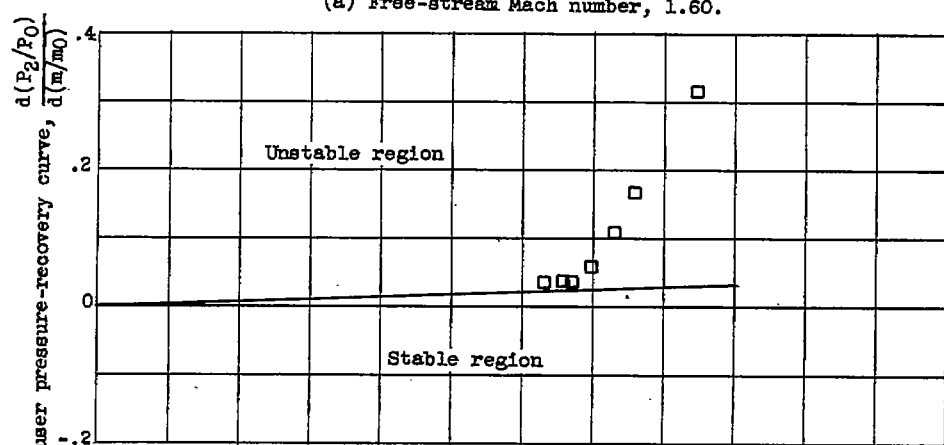 (a) Free-stream Mach number, 1.60.
user pressure-recovery curve, d(P2/P0)
d(m/m0)
.4
.2
0
-.2
Unstable region
Stable region